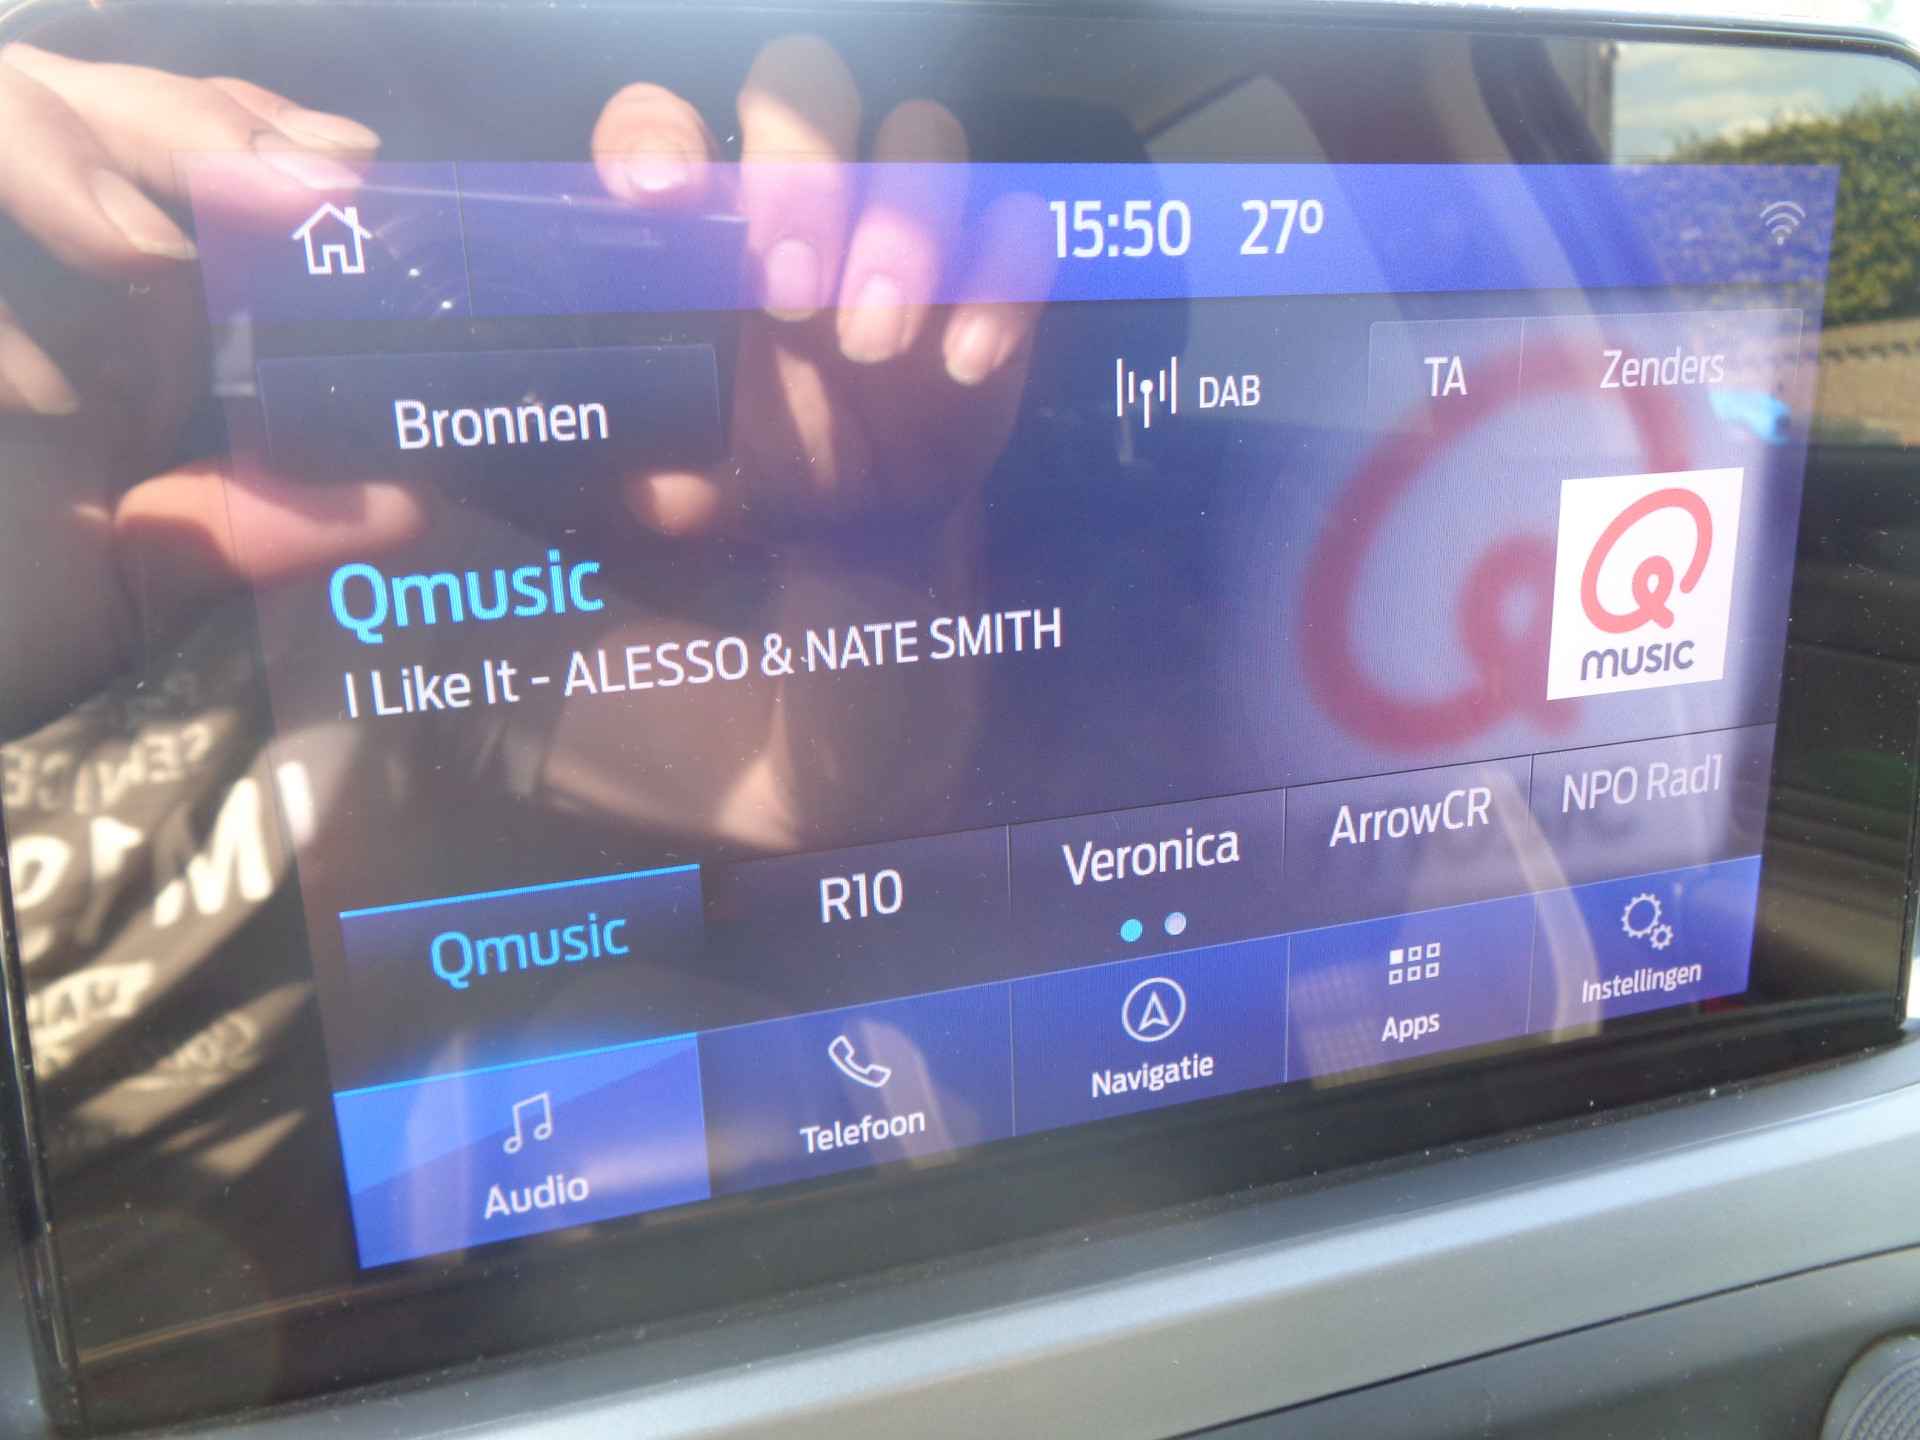 15:50 27º
Bronnen
DAB
TA
Zenders
Qmusic
I Like It - ALESSO & NATE SMITH
MUSIC
Qmusic
R10
Veronica
ArrowCR
NPO Rad1
Audio
Telefoon
Navigatie
Apps
Instellingen